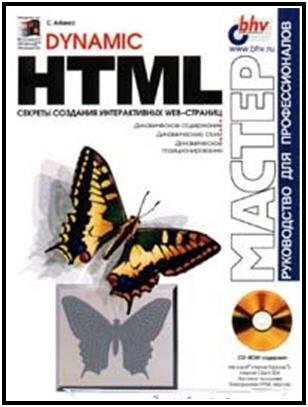 С. Айзекс
bhv
www.bhv.ru
DYNAMIC
HTML
СЕКРЕТЫ СОЗДАНИЯ ИНТЕРАКТИВНЫХ WEB-СТРАНИЦ
Динамическое содержание
Динамические стили
Динамическое
позиционирование
МАСТЕР
РУКОВОДСТВО ДЛЯ ПРОФЕССИОНАЛОВ
CD-ROM содержит: